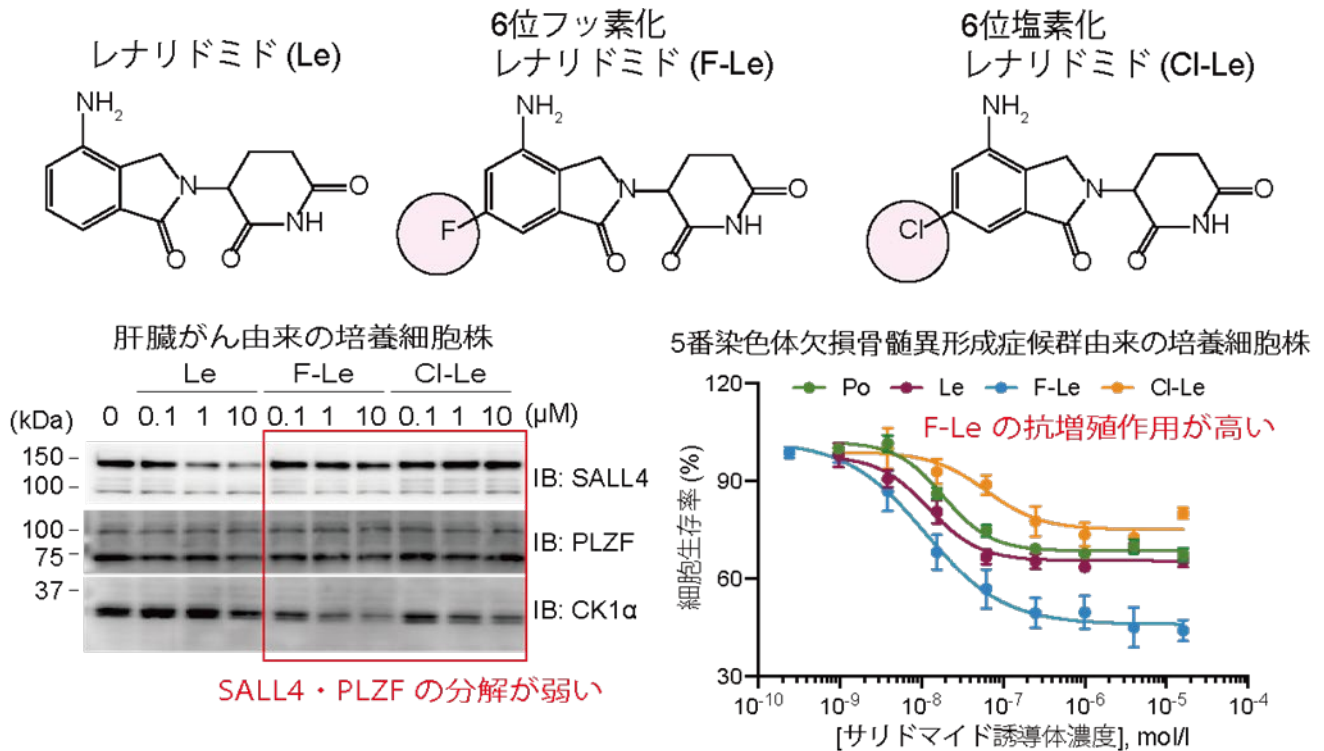 レナリドミド (Le)
6位フッ素化
レナリドミド (F-Le)
6位塩素化
レナリドミド (Cl-Le)
NH2
N
NH
O
O
O
NH2
F
N
NH
O
O
O
NH2
Cl
N
NH
O
O
O
肝臓がん由来の培養細胞株
Le F-Le Cl-Le
(kDa) 0 0.1 1 10 0.1 1 10 0.1 1 10 (μM)
150
100
IB: SALL4
100
75
IB: PLZF
37
IB: CK1α
SALL4・PLZF の分解が弱い
5番染色体欠損骨髄異形成症候群由来の培養細胞株
Po Le F-Le Cl-Le
F-Le の抗増殖作用が高い
細胞生存率 (%)
120
90
60
30
10-10 10-9 10-8 10-7 10-6 10-5 10-4
[サリドマイド誘導体濃度], mol/l